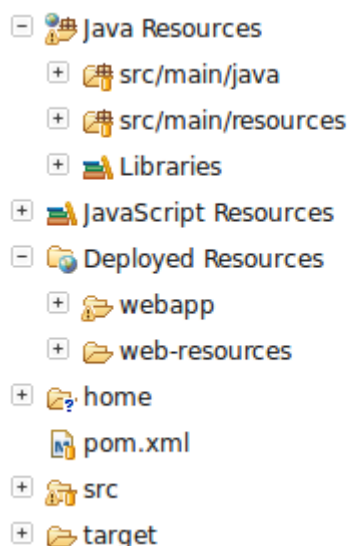 Java Resources
src/main/java
src/main/resources
Libraries
JavaScript Resources
Deployed Resources
webapp
web-resources
home
pom.xml
src
target